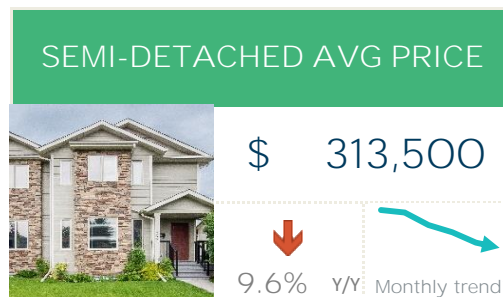 SEMI-DETACHED AVG PRICE
$ 313,500
9.6% Y/Y Monthly trend